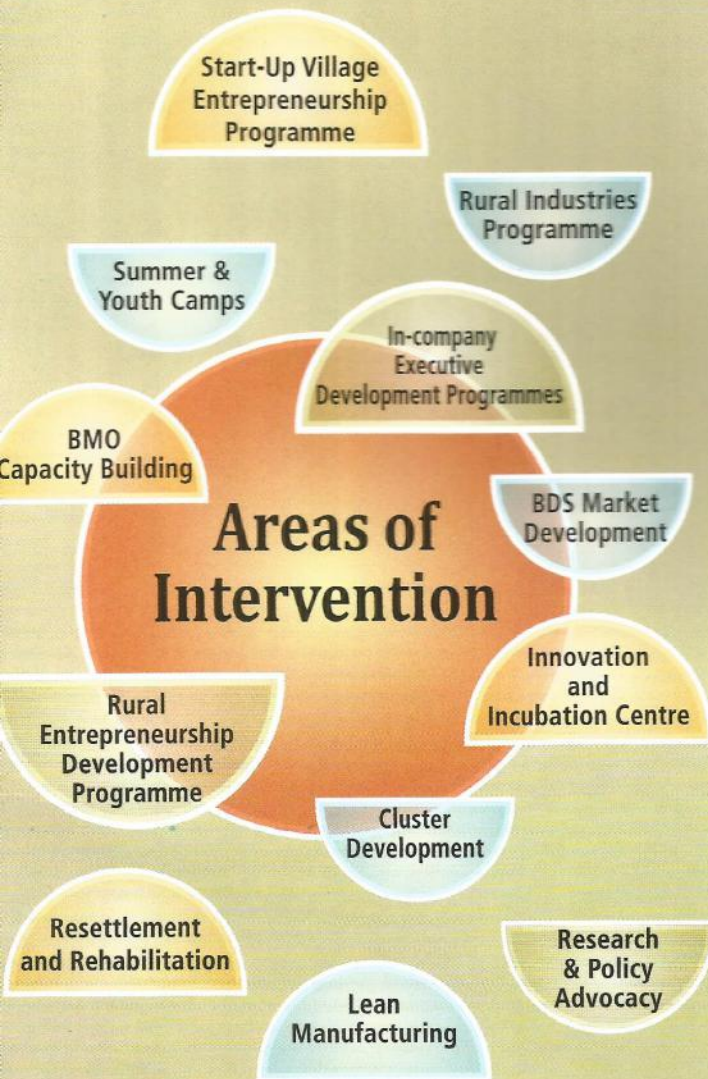 Start-Up Village
Entrepreneurship
Programme
Rural Industries
Programme
Summer &
Youth Camps
In-company
Executive
Development Programmes
BMO
Capacity Building
BDS Market
Development
Areas of
Intervention
Innovation
and
Incubation Centre
Rural
Entrepreneurship
Development
Programme
Cluster
Development
Resettlement
and Rehabilitation
Research
& Policy
Advocacy
Lean
Manufacturing